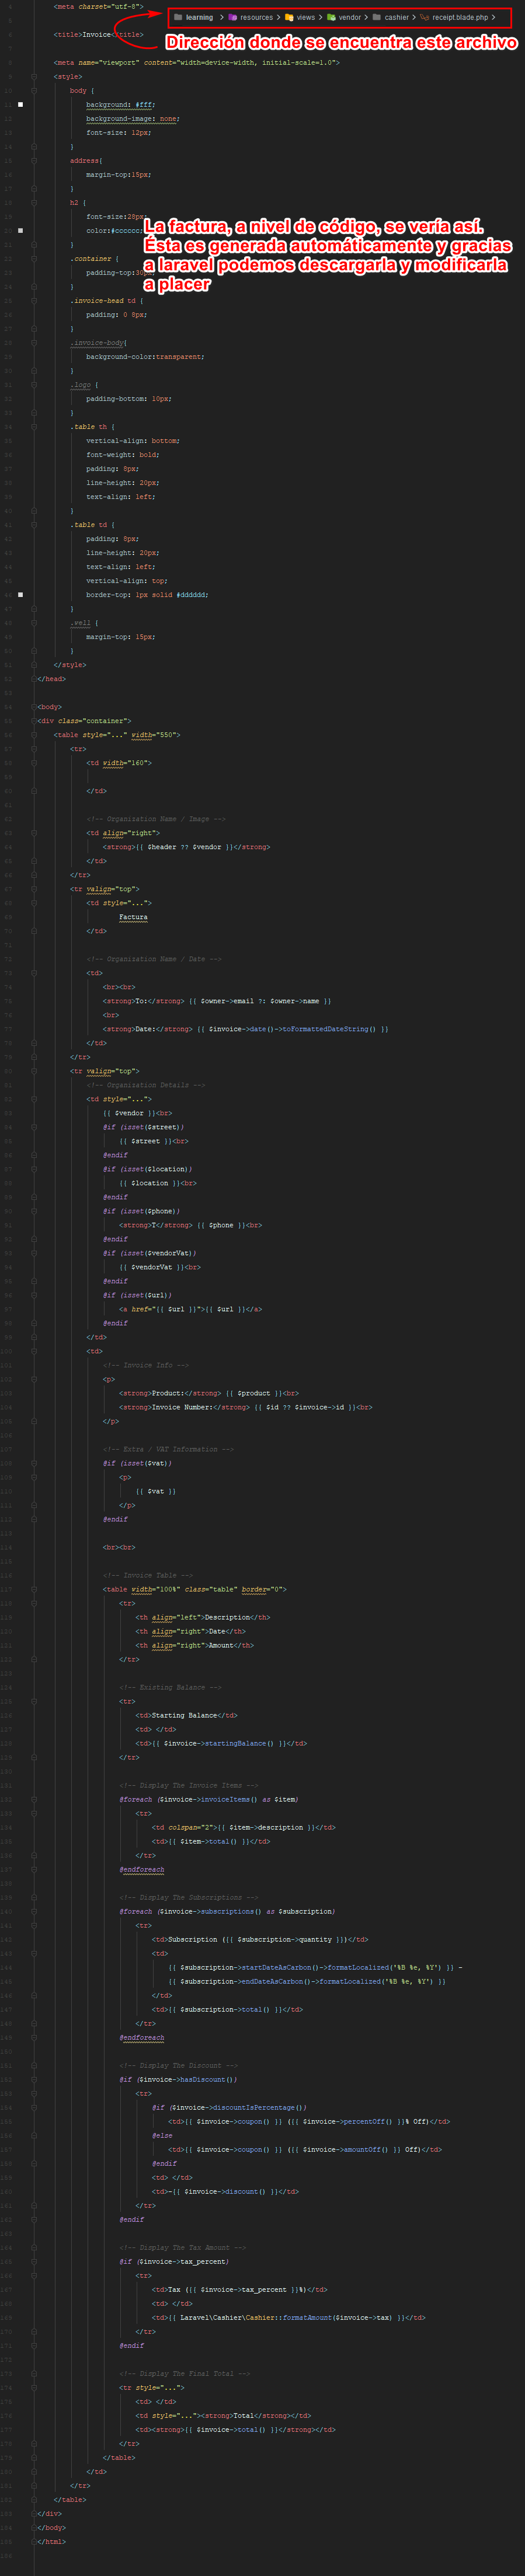 <meta charset="utf-8">
learning > resources > views > vendor > cashier > receipt.blade.php >
<title>Invoice</title>
Dirección donde se encuentra este archivo
<meta name="viewport" content="width=device-width, initial-scale=1.0">
<style>
body {
background: #fff;
background-image: none;
font-size: 12px;
}
address{
margin-top:15px;
}
h2 {
font-size:28px;
color:#cccccc;
}
La factura, a nivel de código, se vería así.
Ésta es generada automáticamente y gracias
a laravel podemos descargarla y modificarla
a placer
.container {
padding-top:30px;
}
.invoice-head td {
padding: 0 8px;
}
.invoice-body{
background-color:transparent;
}
.logo {
padding-bottom: 10px;
}
.table th {
vertical-align: bottom;
font-weight: bold;
padding: 8px;
line-height: 20px;
text-align: left;
}
.table td {
padding: 8px;
line-height: 20px;
text-align: left;
vertical-align: top;
border-top: 1px solid #dddddd;
}
.well {
margin-top: 15px;
}
</style>
</head>
<body>
<div class="container">
<table style="..." width="550">
<tr>
<td width="160">
</td>
<!-- Organization Name / Image -->
<td align="right">
<strong>{{ $header ?? $vendor }}</strong>
</td>
</tr>
<tr valign="top">
<td style="...">
Factura
</td>
<!-- Organization Name / Date -->
<td>
<br><br>
<strong>To:</strong> {{ $owner->email ?: $owner->name }}
<br>
<strong>Date:</strong> {{ $invoice->date()->toFormattedDateString() }}
</td>
</tr>
<tr valign="top">
<!-- Organization Details -->
<td style="...">
{{ $vendor }}<br>
@if (isset($street))
{{ $street }}<br>
@endif
@if (isset($location))
{{ $location }}<br>
@endif
@if (isset($phone))
<strong>T</strong> {{ $phone }}<br>
@endif
@if (isset($vendorVat))
{{ $vendorVat }}<br>
@endif
@if (isset($url))
<a href="{{ $url }}">{{ $url }}</a>
@endif
</td>
<td>
<!-- Invoice Info -->
<p>
<strong>Product:</strong> {{ $product }}<br>
<strong>Invoice Number:</strong> {{ $id ?? $invoice->id }}<br>
</p>
<!-- Extra / VAT Information -->
@if (isset($vat))
<p>
{{ $vat }}
</p>
@endif
<br><br>
<!-- Invoice Table -->
<table width="100%" class="table" border="0">
<tr>
<th align="left">Description</th>
<th align="right">Date</th>
<th align="right">Amount</th>
</tr>
<!-- Existing Balance -->
<tr>
<td>Starting Balance</td>
<td> </td>
<td>{{ $invoice->startingBalance() }}</td>
</tr>
<!-- Display The Invoice Items -->
@foreach ($invoice->invoiceItems() as $item)
<tr>
<td colspan="2">{{ $item->description }}</td>
<td>{{ $item->total() }}</td>
</tr>
@endforeach
<!-- Display The Subscriptions -->
@foreach ($invoice->subscriptions() as $subscription)
<tr>
<td>Subscription ({{ $subscription->quantity }})</td>
<td>
{{ $subscription->startDateAsCarbon()->formatLocalized('%B %e, %Y') }} -
{{ $subscription->endDateAsCarbon()->formatLocalized('%B %e, %Y') }}
</td>
<td>{{ $subscription->total() }}</td>
</tr>
@endforeach
<!-- Display The Discount -->
@if ($invoice->hasDiscount())
<tr>
@if ($invoice->discountIsPercentage())
<td>{{ $invoice->coupon() }} ({{ $invoice->percentOff() }}% Off)</td>
@else
<td>{{ $invoice->coupon() }} ({{ $invoice->amountOff() }} Off)</td>
@endif
<td> </td>
<td>-{{ $invoice->discount() }}</td>
</tr>
@endif
<!-- Display The Tax Amount -->
@if ($invoice->tax_percent)
<tr>
<td>Tax ({{ $invoice->tax_percent }}%)</td>
<td> </td>
<td>{{ Laravel\Cashier\Cashier::formatAmount($invoice->tax) }}</td>
</tr>
@endif
<!-- Display The Final Total -->
<tr style="...">
<td> </td>
<td style="..."><strong>Total</strong></td>
<td><strong>{{ $invoice->total() }}</strong></td>
</tr>
</table>
</td>
</tr>
</table>
</div>
</body>
</html>